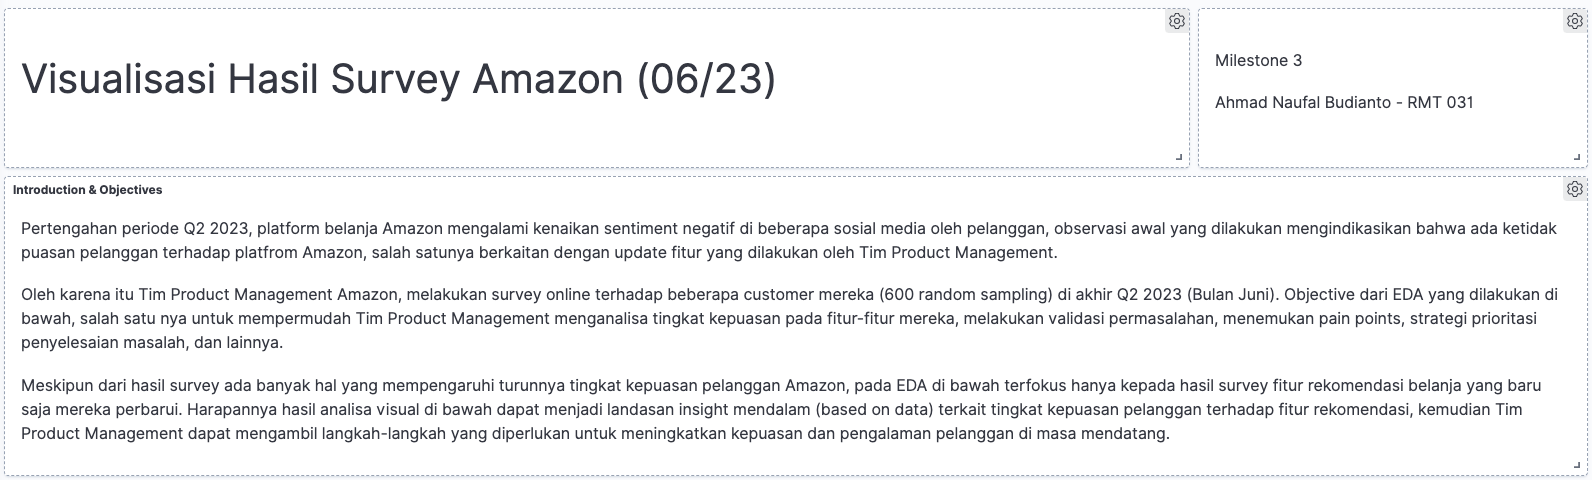 Visualisasi Hasil Survey Amazon (06/23)
Milestone 3
Ahmad Naufal Budianto - RMT 031
Introduction & Objectives
Pertengahan periode Q2 2023, platform belanja Amazon mengalami kenaikan sentiment negatif di beberapa sosial media oleh pelanggan, observasi awal yang dilakukan mengindikasikan bahwa ada ketidak
puasan pelanggan terhadap platfrom Amazon, salah satunya berkaitan dengan update fitur yang dilakukan oleh Tim Product Management.
Oleh karena itu Tim Product Management Amazon, melakukan survey online terhadap beberapa customer mereka (600 random sampling) di akhir Q2 2023 (Bulan Juni). Objective dari EDA yang dilakukan di
bawah, salah satu nya untuk mempermudah Tim Product Management menganalisa tingkat kepuasan pada fitur-fitur mereka, melakukan validasi permasalahan, menemukan pain points, strategi prioritasi
penyelesaian masalah, dan lainnya.
Meskipun dari hasil survey ada banyak hal yang mempengaruhi turunnya tingkat kepuasan pelanggan Amazon, pada EDA di bawah terfokus hanya kepada hasil survey fitur rekomendasi belanja yang baru
saja mereka perbarui. Harapannya hasil analisa visual di bawah dapat menjadi landasan insight mendalam (based on data) terkait tingkat kepuasan pelanggan terhadap fitur rekomendasi, kemudian Tim
Product Management dapat mengambil langkah-langkah yang diperlukan untuk meningkatkan kepuasan dan pengalaman pelanggan di masa mendatang.